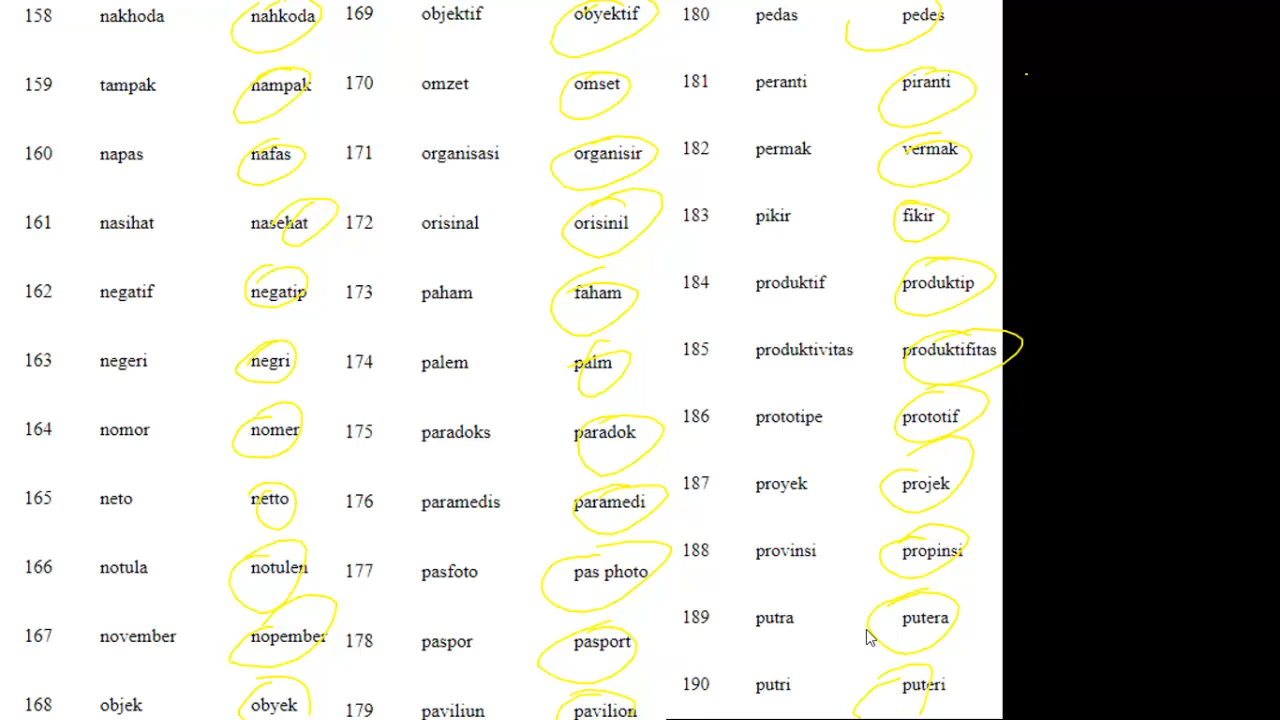 158 nakhoda nahkoda
159 tampak nampak
160 napas nafas
161 nasihat nasehat
162 negatif negatip
163 negeri negri
164 nomor nomer
165 neto netto
166 notula notulen
167 november nopember
168 objek obyek
169 objektif obyektif
170 omzet omset
171 organisasi organisir
172 orisinal orisinil
173 paham faham
174 palem palm
175 paradoks paradok
176 paramedis paramedi
177 pasfoto pas photo
178 paspor pasport
179 paviliun pavilion
180 pedas pedes
181 peranti piranti
182 permak vermak
183 pikir fikir
184 produktif produktip
185 produktivitas produktifitas
186 prototipe prototif
187 proyek projek
188 provinsi propinsi
189 putra putera
190 putri puteri